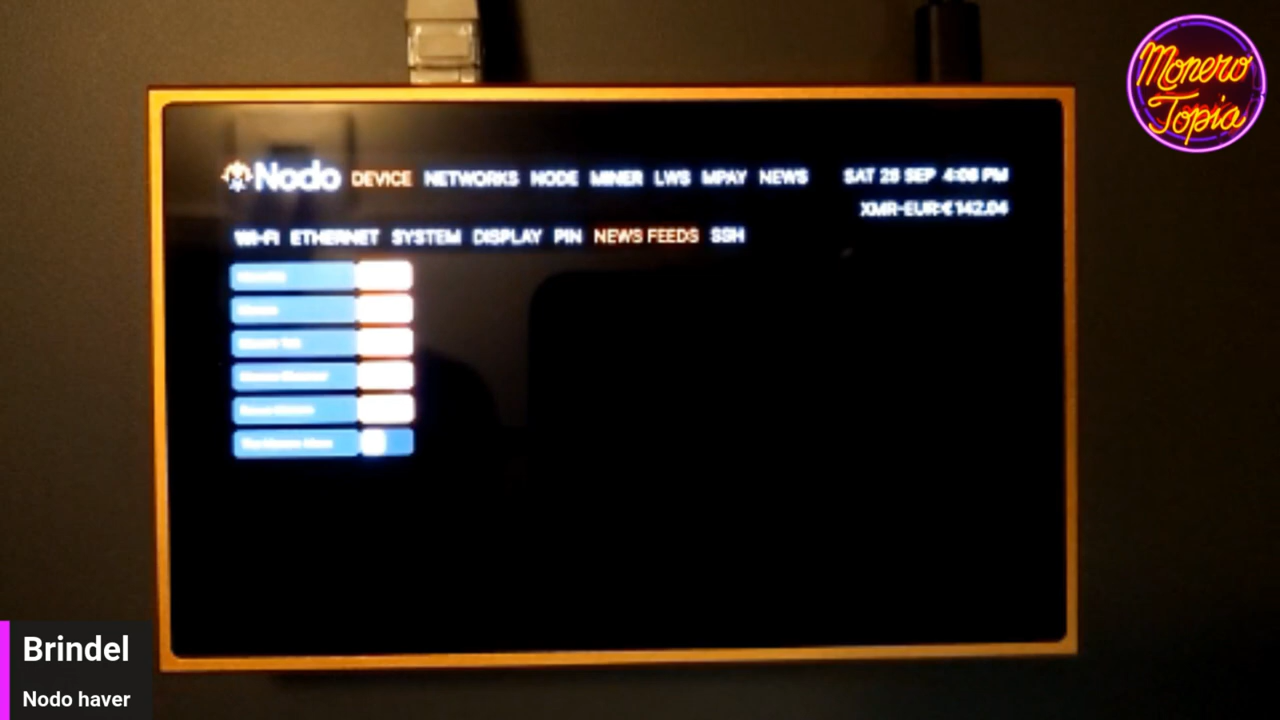 Monero
Topia
Nodo DEVICE NETWORKS NODE MINER LWS MPAY NEWS
SAT 28 SEP 4:08 PM
XMR-EUR:€142.04
WI-FI ETHERNET SYSTEM DISPLAY PIN NEWS FEEDS SSH
Brindel
Nodo haver